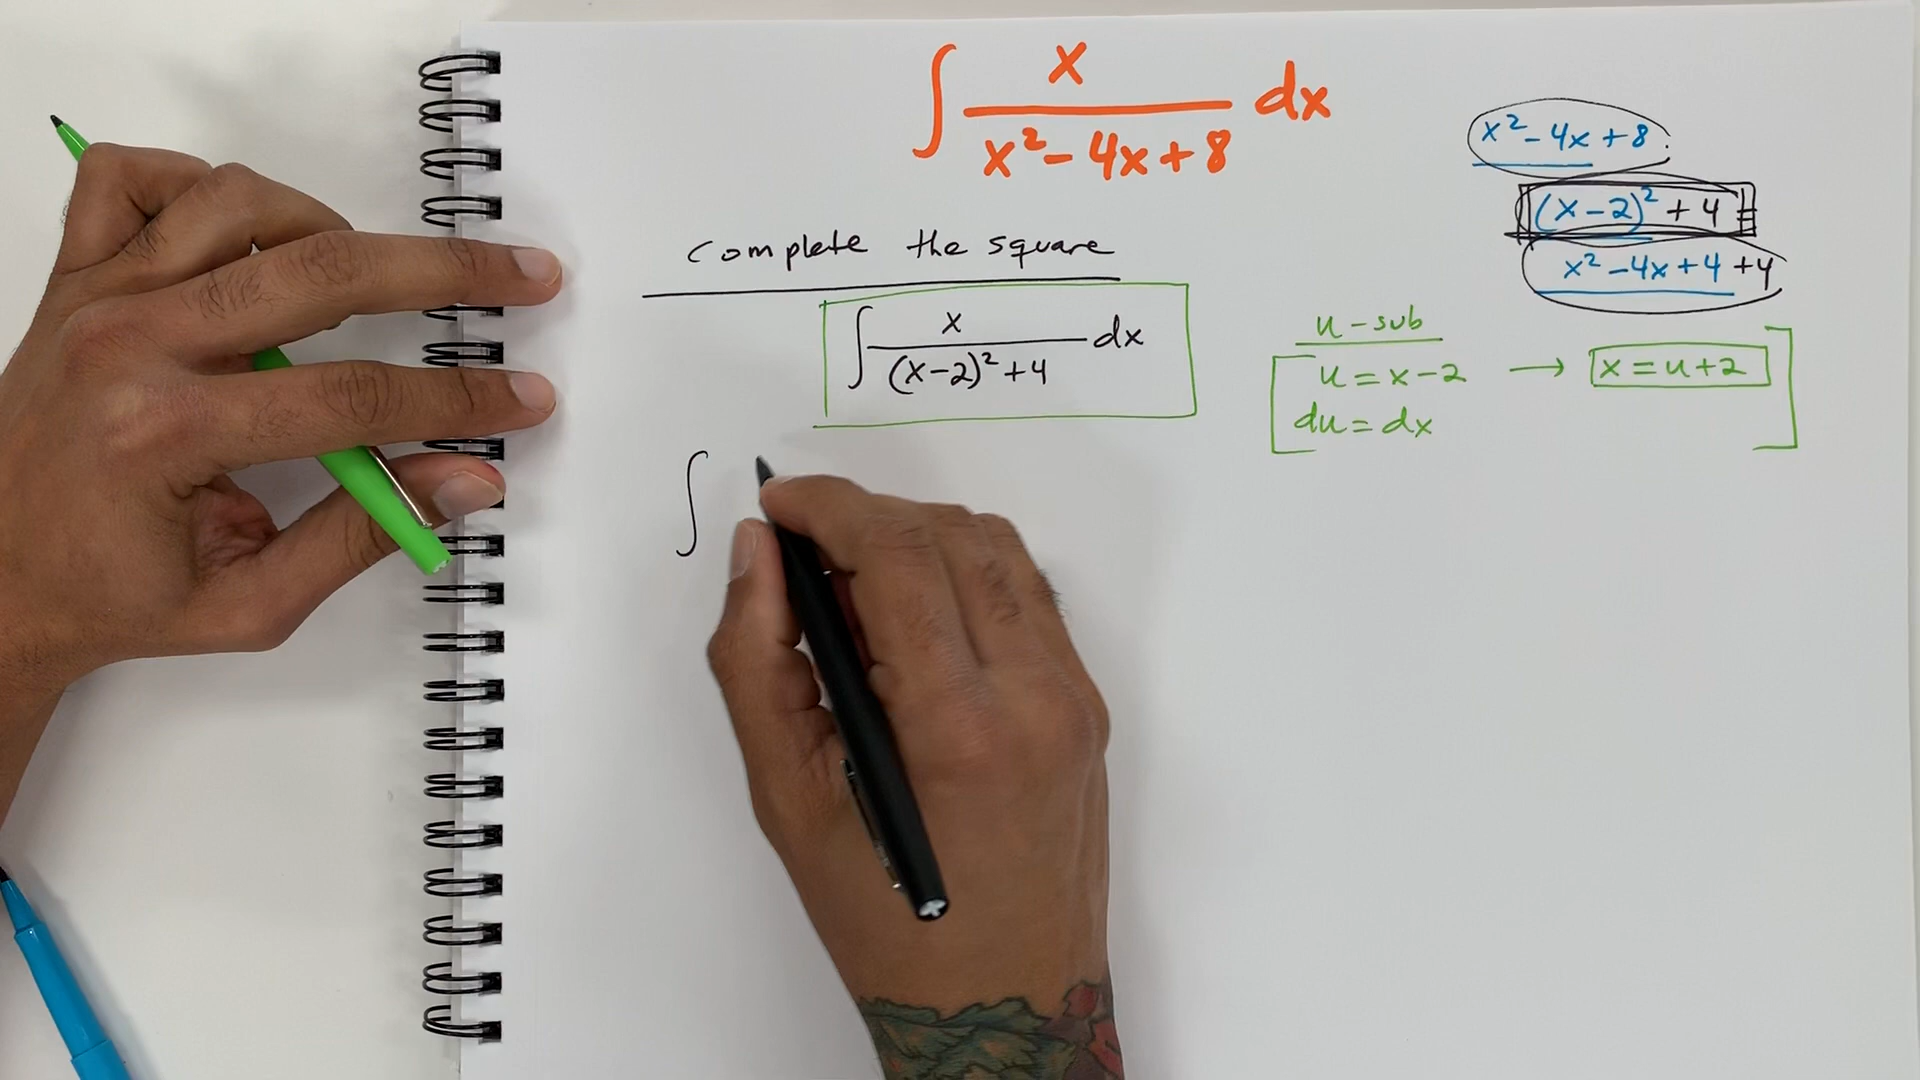 ∫ x / (x² - 4x + 8) dx
x² - 4x + 8
(x - 2)² + 4
x² - 4x + 4 + 4
Complete the square
∫ x / ((x - 2)² + 4) dx
u - sub
u = x - 2 → x = u + 2
du = dx
∫